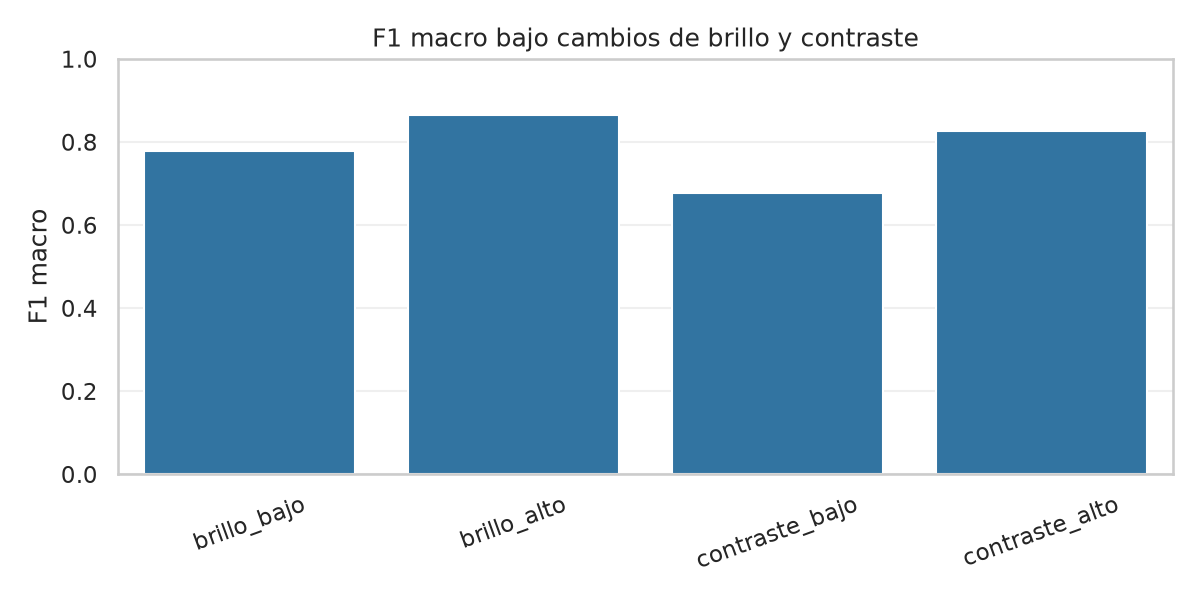 F1 macro bajo cambios de brillo y contraste
F1 macro
1.0
0.8
0.6
0.4
0.2
0.0
brillo_bajo
brillo_alto
contraste_bajo
contraste_alto